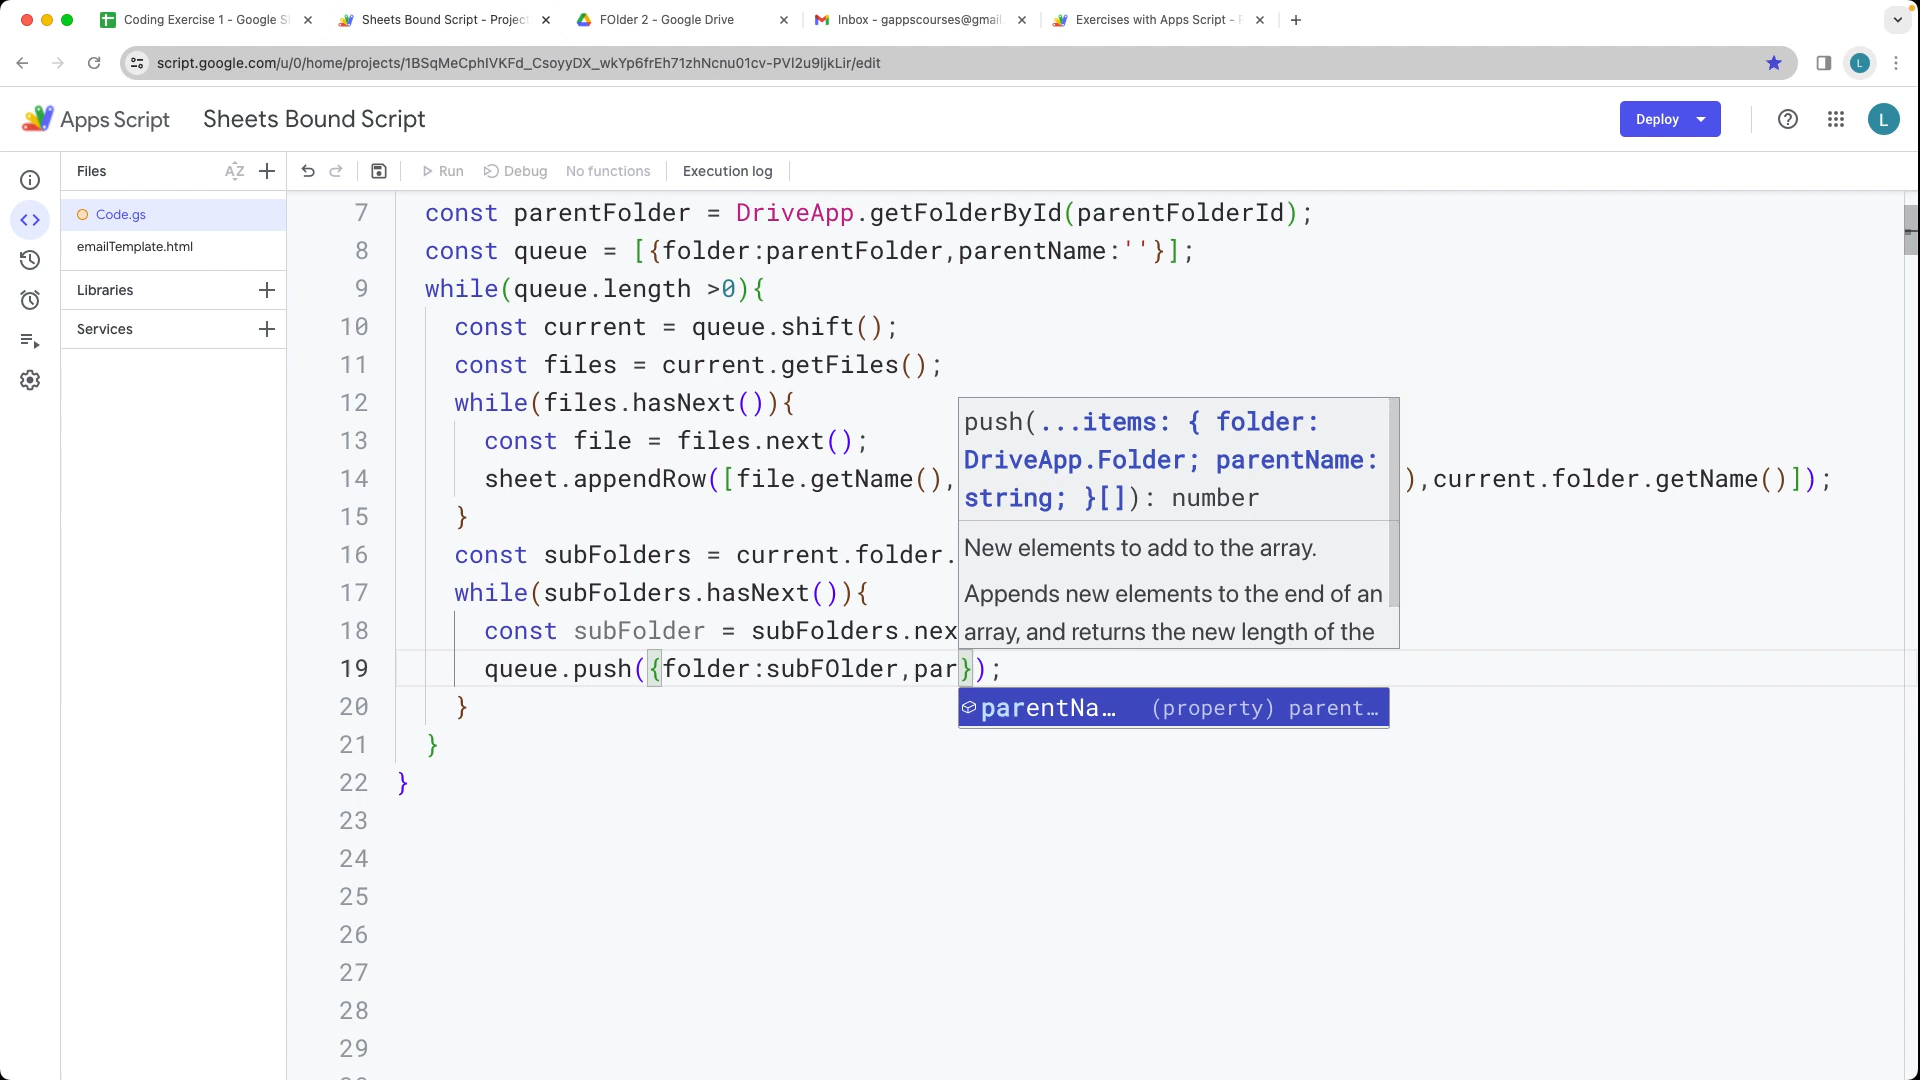 Coding Exercise 1 - Google S
Sheets Bound Script - Project
FOlder 2 - Google Drive
Inbox - gappscourses@gmail
Exercises with Apps Script -
script.google.com/u/0/home/projects/1BSqMeCphIVKFd_CsoyyDX_wkYp6frEh71zhNcnu01cv-PVl2u9IjkLir/edit
L
Apps Script
Sheets Bound Script
Deploy
L
Files
AZ
Run
Debug
No functions
Execution log
Code.gs
emailTemplate.html
Libraries
Services
7 const parentFolder = DriveApp.getFolderById(parentFolderId);
8 const queue = [{folder:parentFolder,parentName:''}];
9 while(queue.length >0){
10 const current = queue.shift();
11 const files = current.getFiles();
12 while(files.hasNext()){
13 const file = files.next();
14 sheet.appendRow([file.getName(), ),current.folder.getName()]);
15 }
16 const subFolders = current.folder.
17 while(subFolders.hasNext()){
18 const subFolder = subFolders.nex
19 queue.push({folder:subFOlder,par});
20 }
21 }
22 }
23
24
25
26
27
28
29
push(...items: { folder:
DriveApp.Folder; parentName:
string; }[]): number
New elements to add to the array.
Appends new elements to the end of an
array, and returns the new length of the
parentNa… (property) parent…